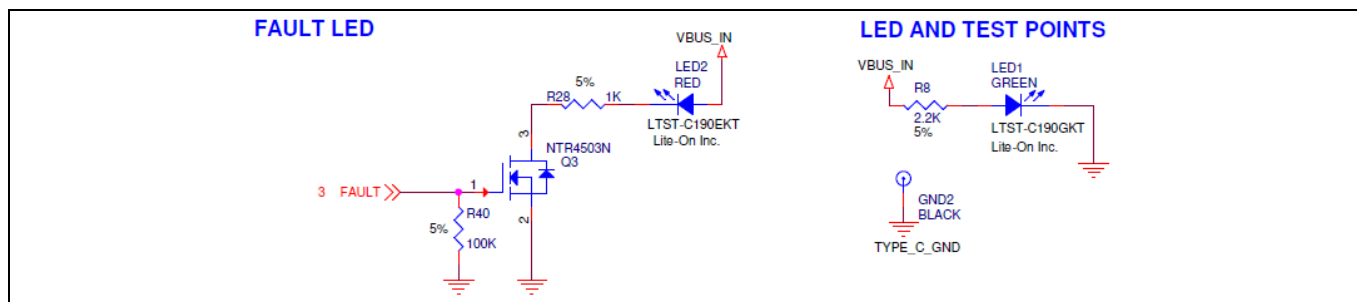 FAULT LED
VBUS_IN
LED2
RED
5%
R28
1K
LTST-C190EKT
Lite-On Inc.
3
NTR4503N
Q3
1
3 FAULT
R40
5%
100K
2
LED AND TEST POINTS
VBUS_IN
LED1
GREEN
R8
2.2K
5%
LTST-C190GKT
Lite-On Inc.
GND2
BLACK
TYPE_C_GND